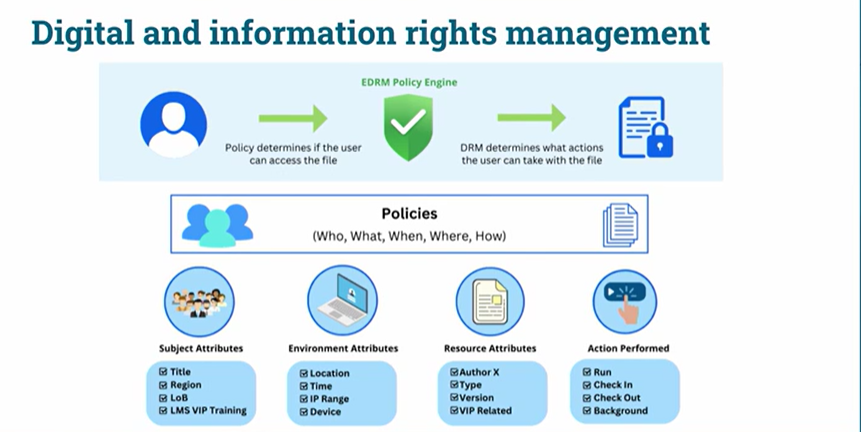 Digital and information rights management
EDRM Policy Engine
Policy determines if the user
can access the file
DRM determines what actions
the user can take with the file
Policies
(Who, What, When, Where, How)
Subject Attributes
Title
Region
LoB
LMS VIP Training
Environment Attributes
Location
Time
IP Range
Device
Resource Attributes
Author X
Type
Version
VIP Related
Action Performed
Run
Check In
Check Out
Background